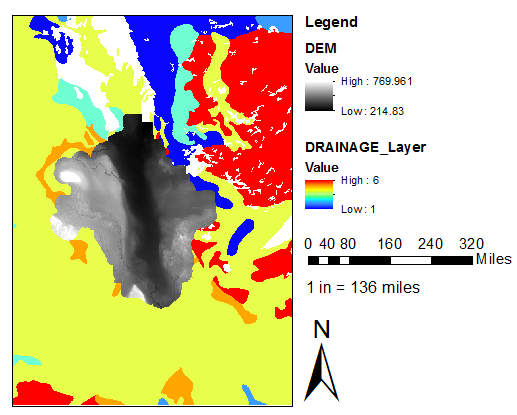 Legend
DEM
Value
High : 769.961
Low : 214.83
DRAINAGE_Layer
Value
High : 6
Low : 1
0 40 80 160 240 320
Miles
1 in = 136 miles
N